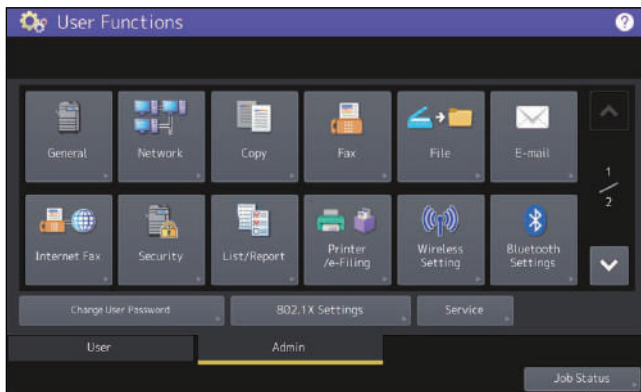 User Functions
?
General
Network
Copy
Fax
File
E-mail
1
/
2
Internet Fax
Security
List/Report
Printer
/e-Filing
Wireless
Setting
Bluetooth
Settings
Change User Password
802.1X Settings
Service
User
Admin
Job Status